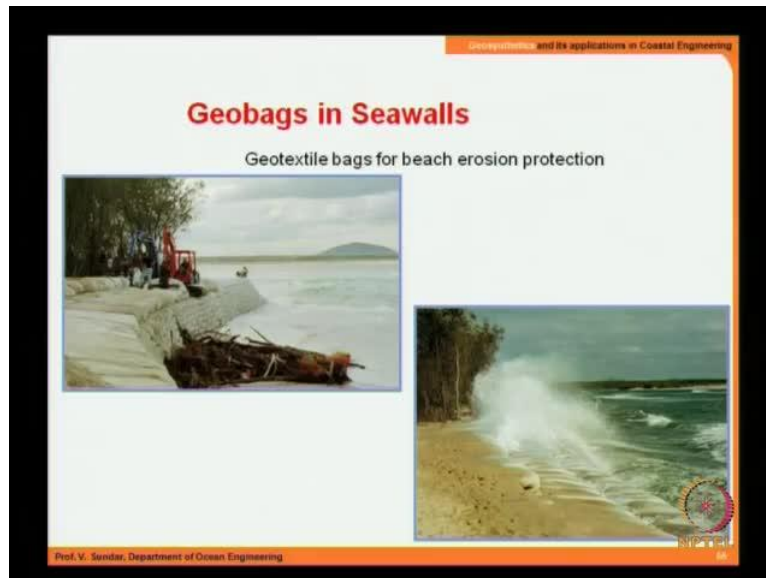 Geosynthetics and its applications in Coastal Engineering
Geobags in Seawalls
Geotextile bags for beach erosion protection
Prof. V. Sundar, Department of Ocean Engineering
NPTEL